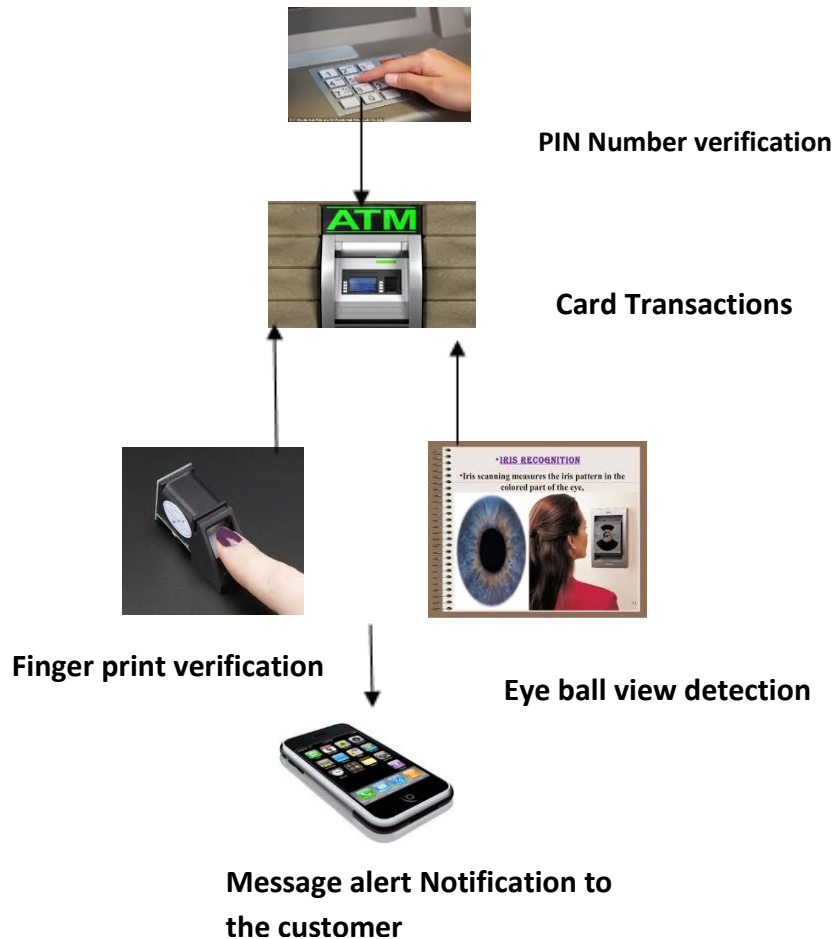 PIN Number verification
ATM
Card Transactions
•IRIS RECOGNITION
•Iris scanning measures the iris pattern in the
colored part of the eye,
Finger print verification
Eye ball view detection
Message alert Notification to
the customer